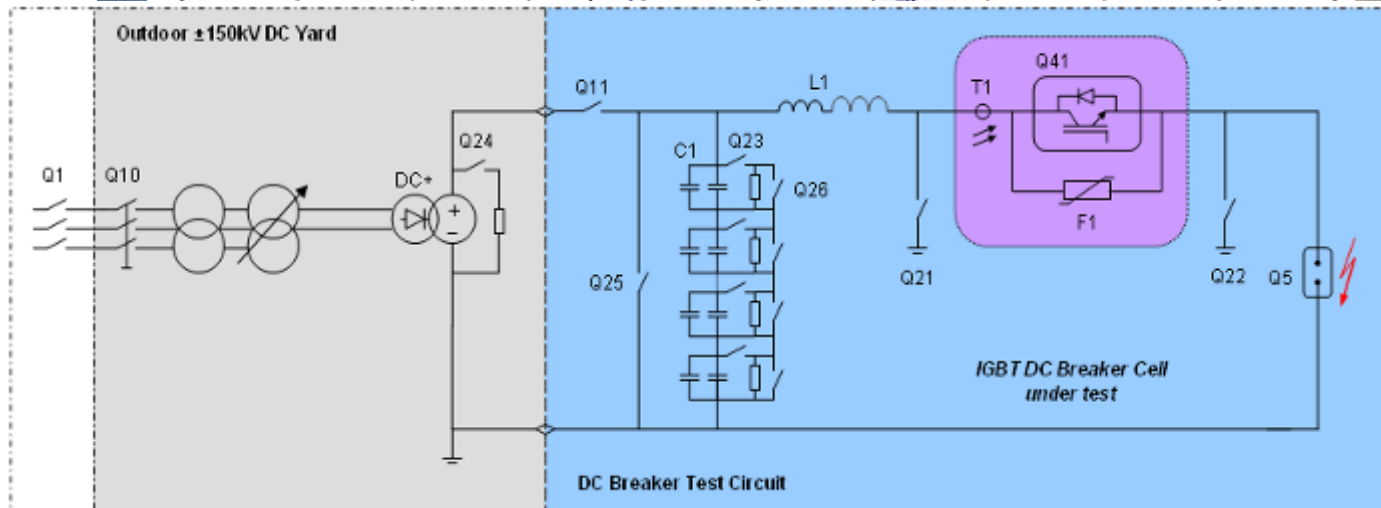 Outdoor ±150kV DC Yard
Q11
L1
T1
Q41
Q24
C1
Q23
Q1
Q10
DC+
Q26
+
-
F1
Q25
Q21
Q22
Q5
IGBT DC Breaker Cell
under test
DC Breaker Test Circuit